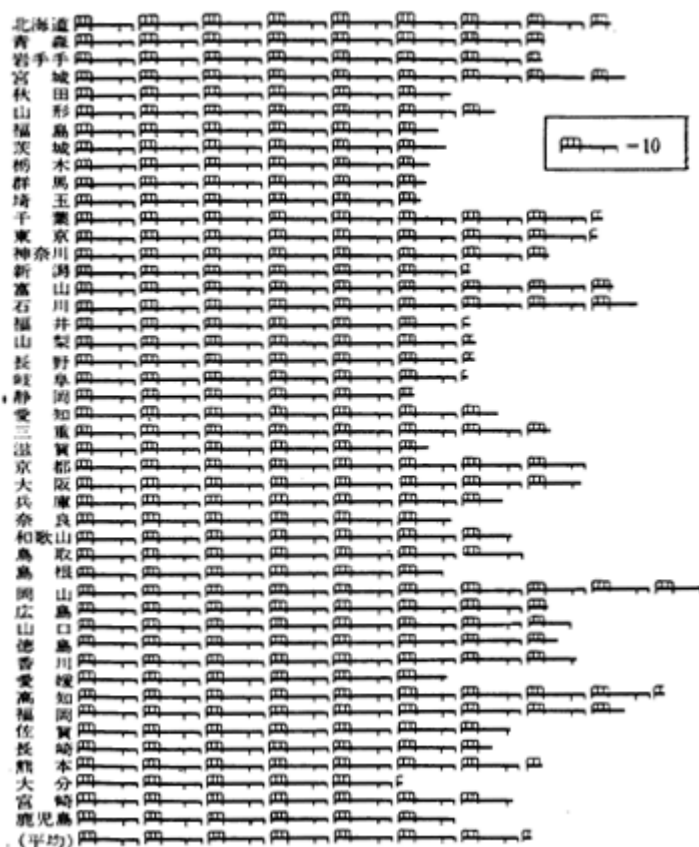 北海道
青森
岩手手
宮城
秋田
山形
福島
茨城
栃木
群馬
埼玉
千葉
東京
神奈川
新潟
富山
石川
福井
山梨
長野
岐阜
静岡
愛知
三重
滋賀
京都
大阪
兵庫
奈良
和歌山
鳥取
島根
岡山
広島
山口
徳島
香川
愛媛
高知
福岡
佐賀
長崎
熊本
大分
宮崎
鹿児島
(平均)
-10